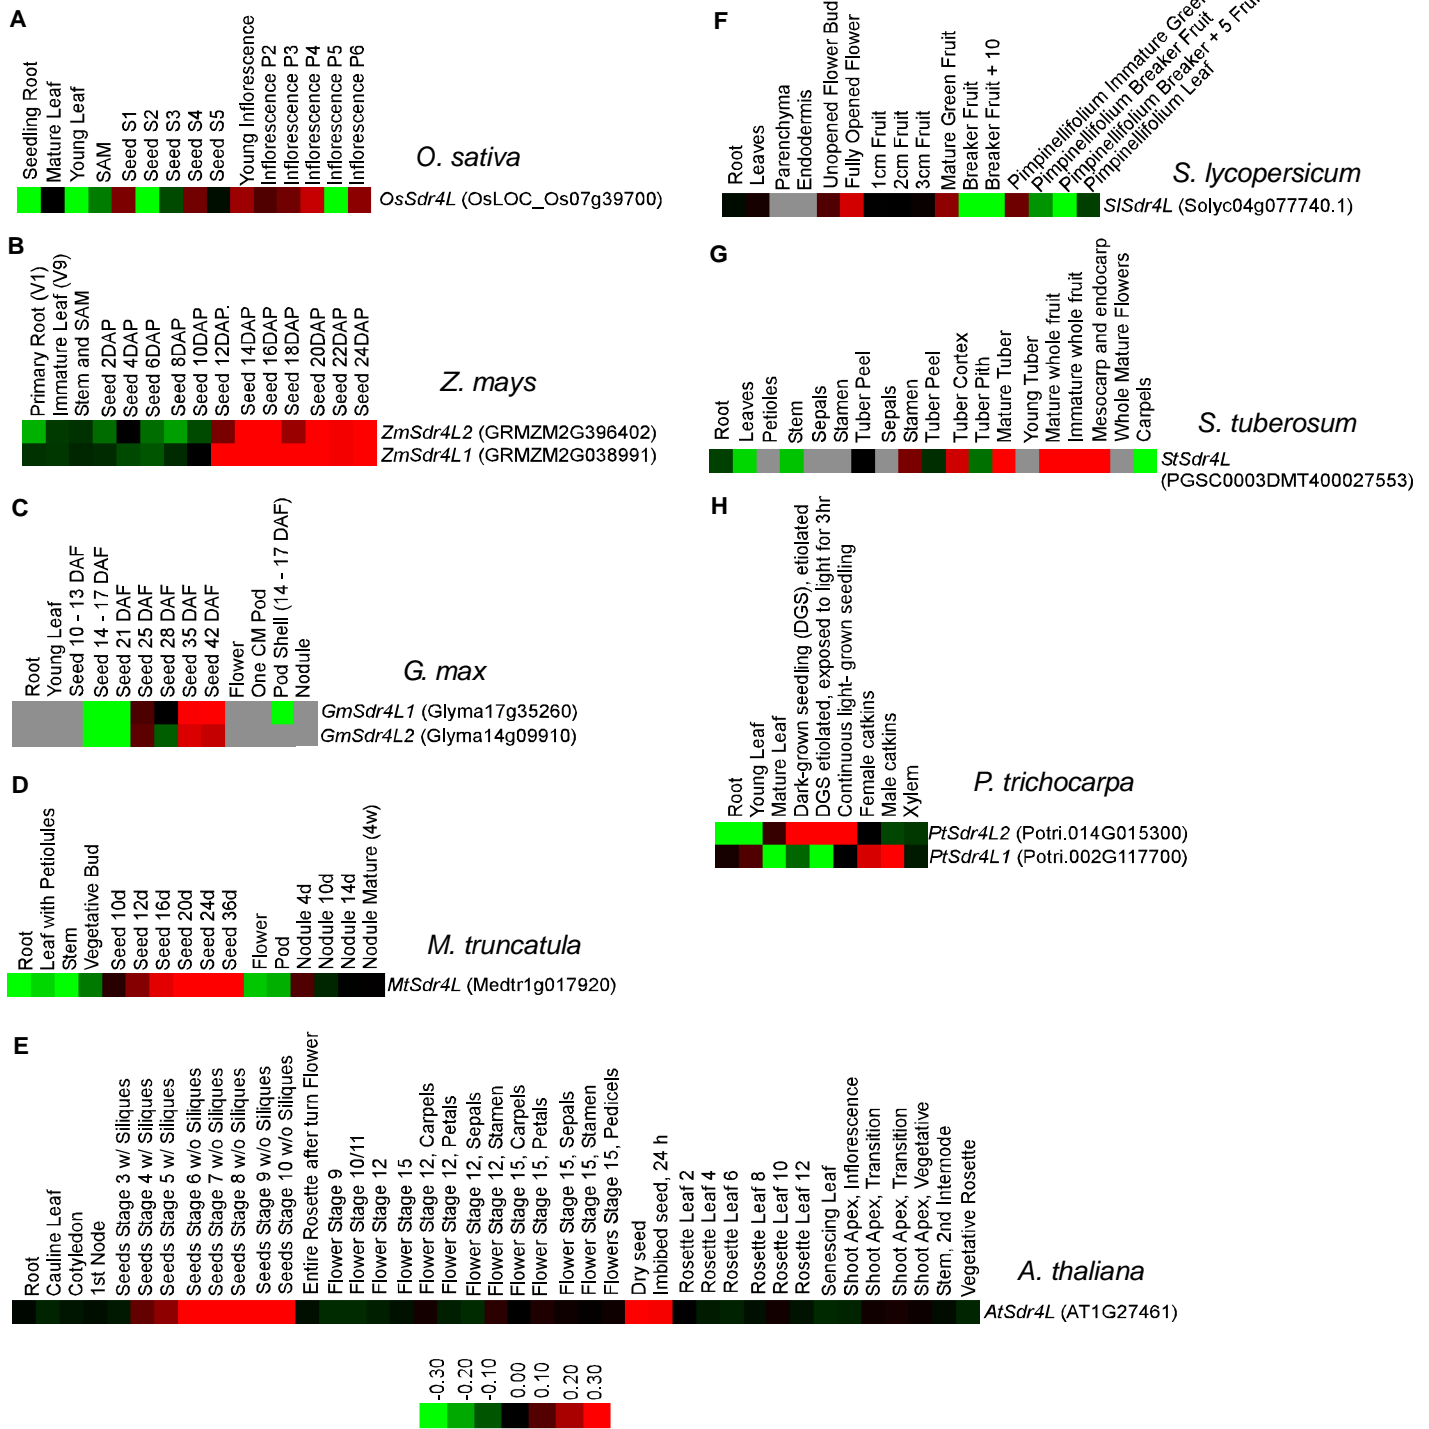 A
Seedling Root
Mature Leaf
Young Leaf
SAM
Seed S1
Seed S2
Seed S3
Seed S4
Seed S5
Young Inflorescence
Inflorescence P2
Inflorescence P3
Inflorescence P4
Inflorescence P5
Inflorescence P6
O. sativa
OsSdr4L (OsLOC_Os07g39700)
B
Primary Root (V1)
Immature Leaf (V9)
Stem and SAM
Seed 2DAP
Seed 4DAP
Seed 6DAP
Seed 8DAP
Seed 10DAP
Seed 12DAP.
Seed 14DAP
Seed 16DAP
Seed 18DAP
Seed 20DAP
Seed 22DAP
Seed 24DAP
Z. mays
ZmSdr4L2 (GRMZM2G396402)
ZmSdr4L1 (GRMZM2G038991)
C
Root
Young Leaf
Seed 10 - 13 DAF
Seed 14 - 17 DAF
Seed 21 DAF
Seed 25 DAF
Seed 28 DAF
Seed 35 DAF
Seed 42 DAF
Flower
One CM Pod
Pod Shell (14 - 17 DAF)
Nodule
G. max
GmSdr4L1 (Glyma17g35260)
GmSdr4L2 (Glyma14g09910)
D
Root
Leaf with Petiolules
Stem
Vegetative Bud
Seed 10d
Seed 12d
Seed 16d
Seed 20d
Seed 24d
Seed 36d
Flower
Pod
Nodule 4d
Nodule 10d
Nodule 14d
Nodule Mature (4w)
M. truncatula
MtSdr4L (Medtr1g017920)
E
Root
Cauline Leaf
Cotyledon
1st Node
Seeds Stage 3 w/ Siliques
Seeds Stage 4 w/ Siliques
Seeds Stage 5 w/ Siliques
Seeds Stage 6 w/o Siliques
Seeds Stage 7 w/o Siliques
Seeds Stage 8 w/o Siliques
Seeds Stage 9 w/o Siliques
Seeds Stage 10 w/o Siliques
Entire Rosette after turn Flower
Flower Stage 9
Flower Stage 10/11
Flower Stage 12
Flower Stage 15
Flower Stage 12, Carpels
Flower Stage 12, Petals
Flower Stage 12, Sepals
Flower Stage 12, Stamen
Flower Stage 15, Carpels
Flower Stage 15, Petals
Flower Stage 15, Sepals
Flower Stage 15, Stamen
Flowers Stage 15, Pedicels
Dry seed
Imbibed seed, 24 h
Rosette Leaf 2
Rosette Leaf 4
Rosette Leaf 6
Rosette Leaf 8
Rosette Leaf 10
Rosette Leaf 12
Senescing Leaf
Shoot Apex, Inflorescence
Shoot Apex, Transition
Shoot Apex, Transition
Shoot Apex, Vegetative
Stem, 2nd Internode
Vegetative Rosette
A. thaliana
AtSdr4L (AT1G27461)
-0.30
-0.20
-0.10
0.00
0.10
0.20
0.30
F
Root
Leaves
Parenchyma
Endodermis
Unopened Flower Bud
Fully Opened Flower
1cm Fruit
2cm Fruit
3cm Fruit
Mature Green Fruit
Breaker Fruit
Breaker Fruit + 10
Pimpinellifolium Immature Green
Pimpinellifolium Breaker Fruit
Pimpinellifolium Breaker + 5
Pimpinellifolium Leaf
S. lycopersicum
SlSdr4L (Solyc04g077740.1)
G
Root
Leaves
Petioles
Stem
Sepals
Stamen
Tuber Peel
Sepals
Stamen
Tuber Peel
Tuber Cortex
Tuber Pith
Mature Tuber
Young Tuber
Mature whole fruit
Immature whole fruit
Mesocarp and endocarp
Whole Mature Flowers
Carpels
S. tuberosum
StSdr4L
(PGSC0003DMT400027553)
H
Root
Young Leaf
Mature Leaf
Dark-grown seedling (DGS), etiolated
DGS etiolated, exposed to light for 3hr
Continuous light- grown seedling
Female catkins
Male catkins
Xylem
P. trichocarpa
PtSdr4L2 (Potri.014G015300)
PtSdr4L1 (Potri.002G117700)